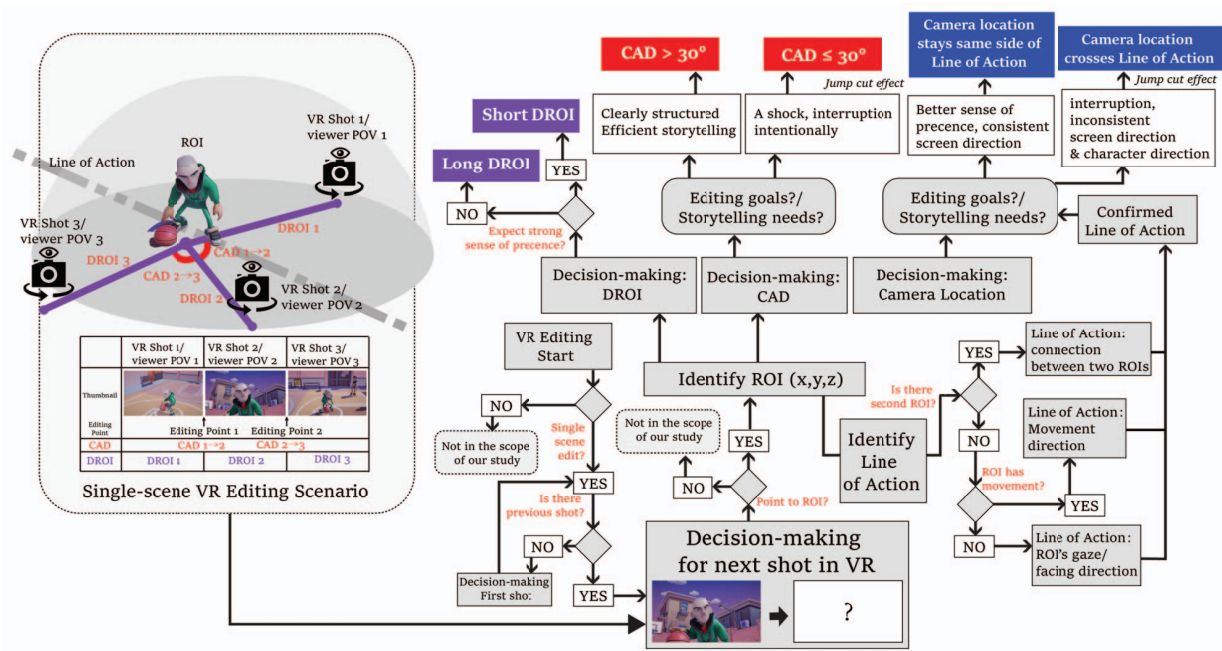 VR Shot 1/
viewer POV 1
ROI
Line of Action
VR Shot 3/
viewer POV 3
DROI 1
DROI 3
CAD 1→2
CAD 2→3
DROI 2
VR Shot 2/
viewer POV 2
VR Shot 1/
viewer POV 1
VR Shot 2/
viewer POV 2
VR Shot 3/
viewer POV 3
Thumbnail
Editing
Point
Editing Point 1
Editing Point 2
CAD
CAD 1→2
CAD 2→3
DROI
DROI 1
DROI 2
DROI 3
Single-scene VR Editing Scenario
CAD > 30°
CAD ≤ 30°
Jump cut effect
Camera location
stays same side of
Line of Action
Camera location
crosses Line of Action
Jump cut effect
Short DROI
Long DROI
YES
NO
Expect strong
sense of precence?
Clearly structured
Efficient storytelling
A shock, interruption
intentionally
Better sense of
precence, consistent
screen direction
interruption,
inconsistent
screen direction
& character direction
Editing goals?/
Storytelling needs?
Editing goals?/
Storytelling needs?
Confirmed
Line of Action
Decision-making:
DROI
Decision-making:
CAD
Decision-making:
Camera Location
VR Editing
Start
NO
Not in the scope
of our study
Single
scene
edit?
YES
Is there
previous shot?
NO
Decision-making
First sho:
YES
Identify ROI (x,y,z)
Not in the scope
of our study
YES
NO
Point to ROI?
Identify
Line
of Action
Is there
second ROI?
YES
Line of Action:
connection
between two ROIs
NO
ROI has
movement?
Line of Action:
Movement
direction
YES
NO
Line of Action:
ROI's gaze/
facing direction
Decision-making
for next shot in VR
?